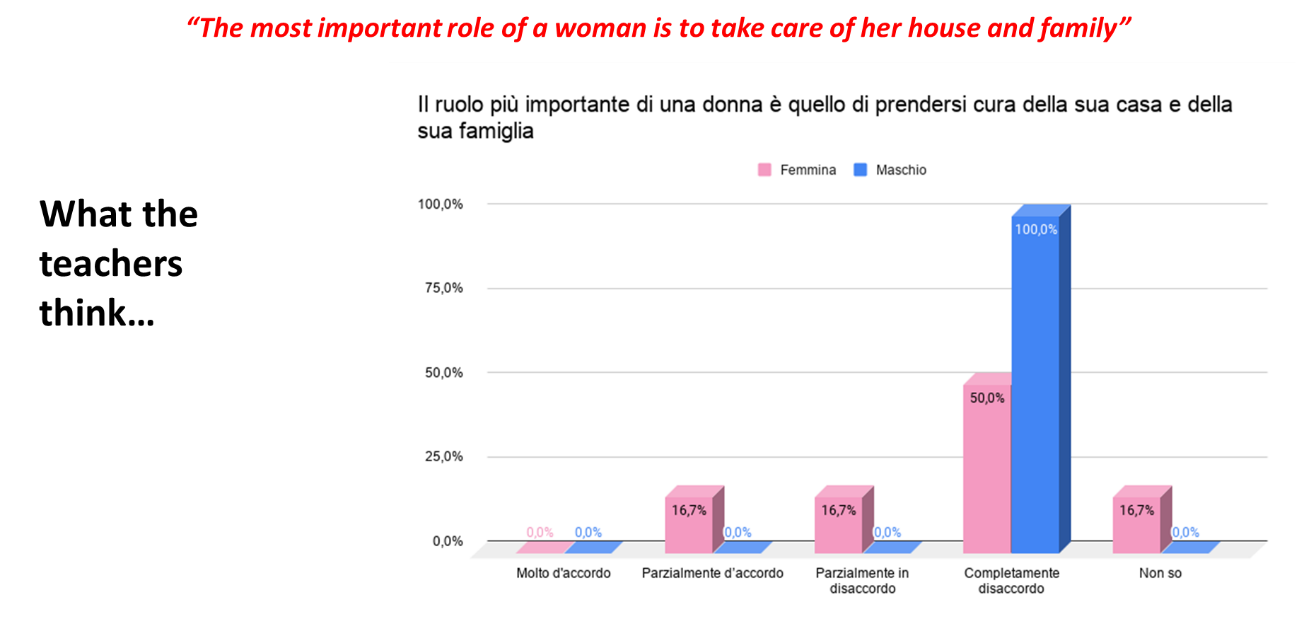 “The most important role of a woman is to take care of her house and family”
What the
teachers
think…
Il ruolo più importante di una donna è quello di prendersi cura della sua casa e della
sua famiglia
Femmina Maschio
100,0%
75,0%
50,0%
25,0%
0,0%
100,0%
50,0%
16,7% 16,7% 16,7%
0,0% 0,0% 0,0% 0,0% 0,0%
Molto d'accordo Parzialmente d’accordo Parzialmente in Completamente Non so
disaccordo disaccordo